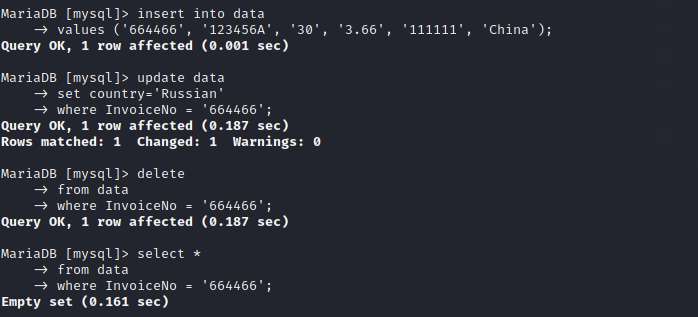 MariaDB [mysql]> insert into data
    → values ('664466', '123456A', '30', '3.66', '111111', 'China');
Query OK, 1 row affected (0.001 sec)
MariaDB [mysql]> update data
    → set country='Russian'
    → where InvoiceNo = '664466';
Query OK, 1 row affected (0.187 sec)
Rows matched: 1  Changed: 1  Warnings: 0
MariaDB [mysql]> delete
    → from data
    → where InvoiceNo = '664466';
Query OK, 1 row affected (0.187 sec)
MariaDB [mysql]> select *
    → from data
    → where InvoiceNo = '664466';
Empty set (0.161 sec)